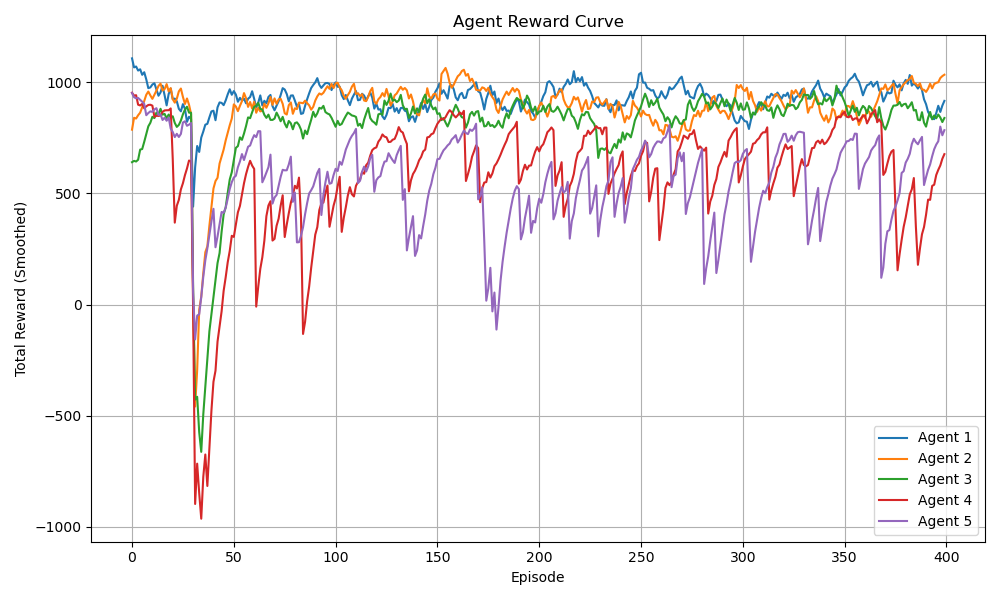 Agent Reward Curve
Total Reward (Smoothed)
1000
500
0
−500
−1000
0 50 100 150 200 250 300 350 400
Episode
Agent 1
Agent 2
Agent 3
Agent 4
Agent 5